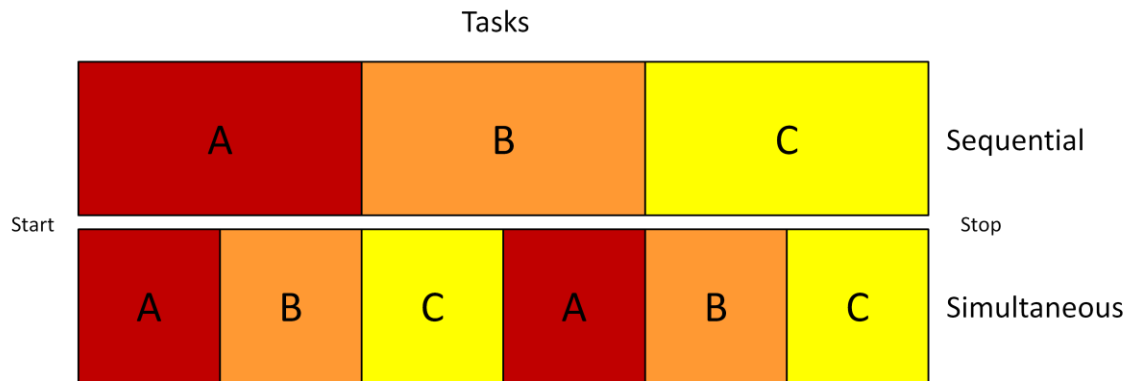 Tasks
A B C Sequential
Start Stop
A B C A B C Simultaneous